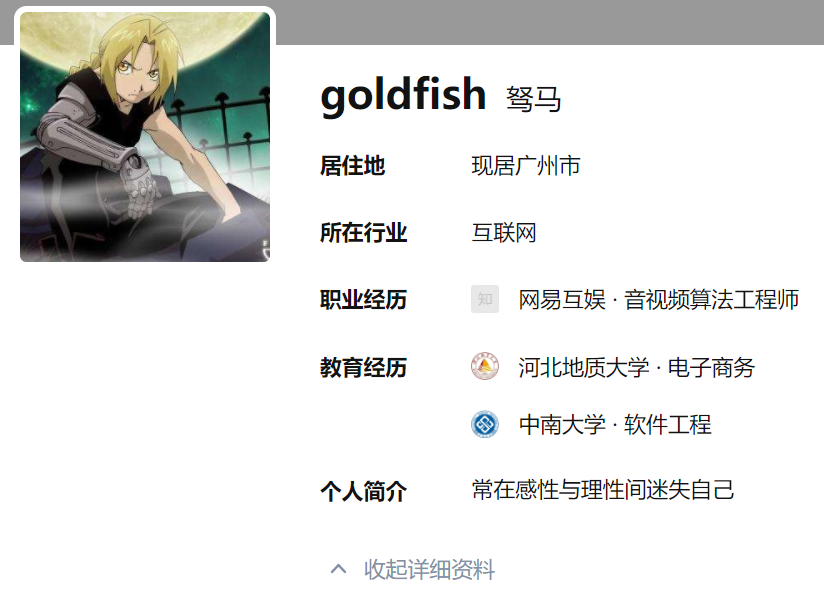 goldfish 驽马
居住地 现居广州市
所在行业 互联网
职业经历 知 网易互娱 · 音视频算法工程师
教育经历 河北地质大学 · 电子商务
中南大学 · 软件工程
个人简介 常在感性与理性间迷失自己
收起详细资料